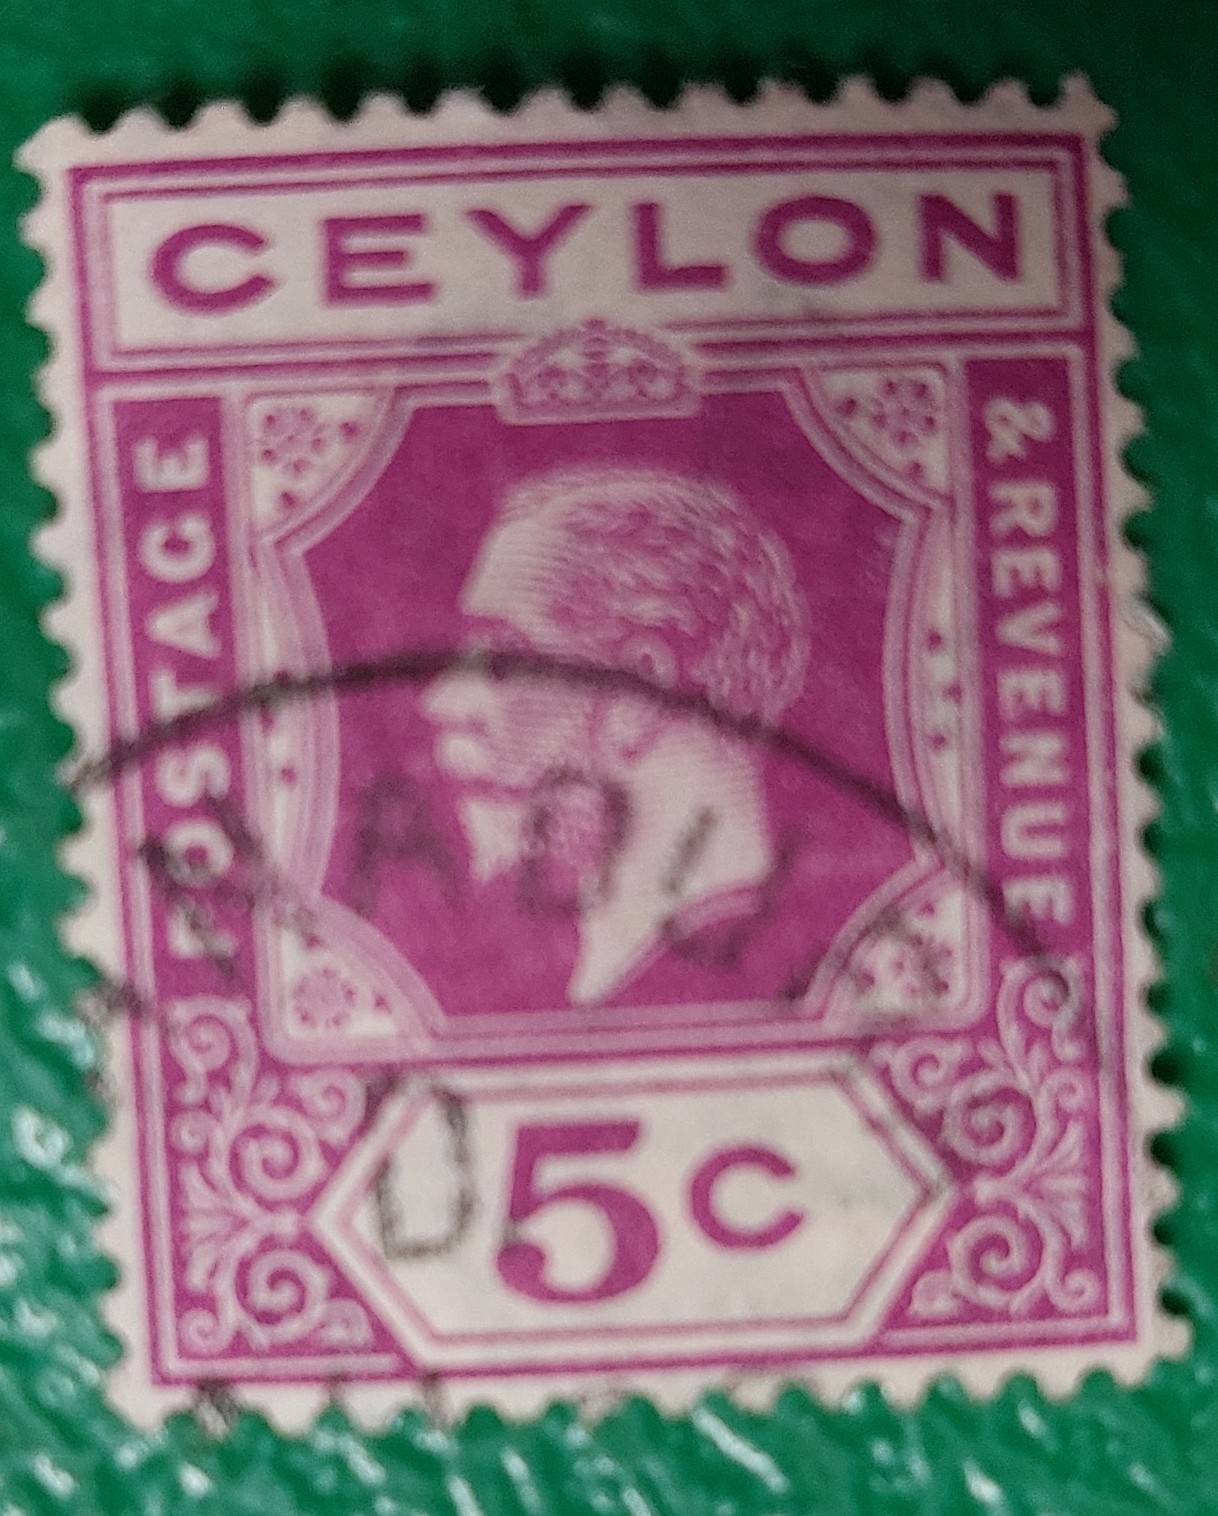 CEYLON
POSTAGE
& REVENUE
5C